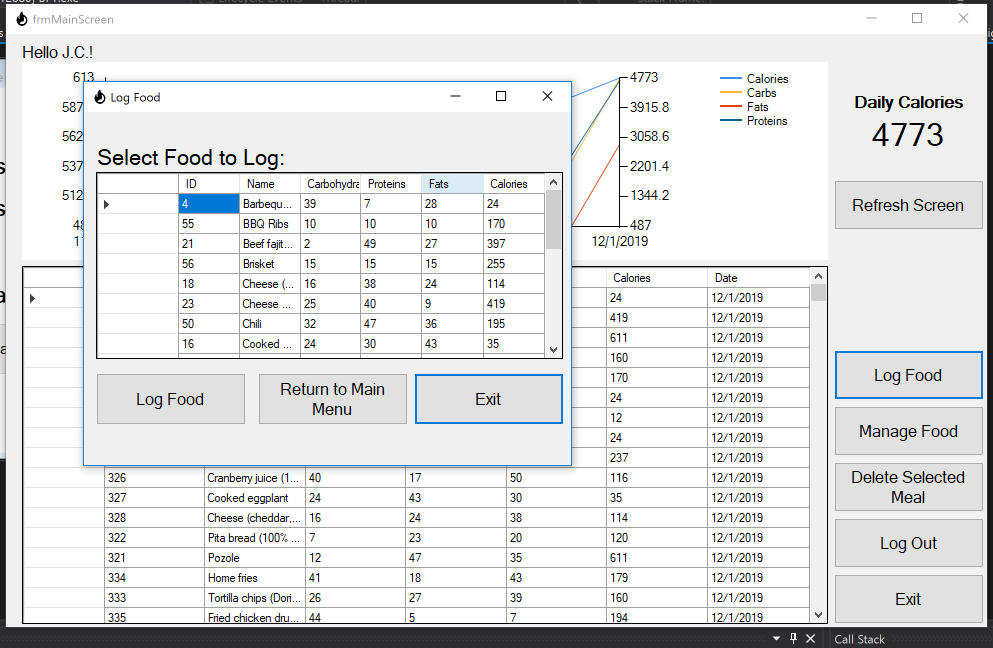 frmMainScreen
Hello J.C.!
613
587
562
537
512
4773
3915.8
3058.6
2201.4
1344.2
487
12/1/2019
Calories
Carbs
Fats
Proteins
Daily Calories
4773
Refresh Screen
Log Food
Select Food to Log:
ID Name Carbohydra Proteins Fats Calories
4 Barbequ... 39 7 28 24
55 BBQ Ribs 10 10 10 170
21 Beef fajit... 2 49 27 397
56 Brisket 15 15 15 255
18 Cheese (... 16 38 24 114
23 Cheese ... 25 40 9 419
50 Chili 32 47 36 195
16 Cooked ... 24 30 43 35
Log Food
Return to Main
Menu
Exit
Calories Date
24 12/1/2019
419 12/1/2019
611 12/1/2019
160 12/1/2019
170 12/1/2019
24 12/1/2019
12 12/1/2019
24 12/1/2019
237 12/1/2019
326 Cranberry juice (1... 40 17 50 116 12/1/2019
327 Cooked eggplant 24 43 30 35 12/1/2019
328 Cheese (cheddar,... 16 24 38 114 12/1/2019
322 Pita bread (100% ... 7 23 20 120 12/1/2019
321 Pozole 12 47 35 611 12/1/2019
334 Home fries 41 18 43 179 12/1/2019
333 Tortilla chips (Dori... 26 27 39 160 12/1/2019
335 Fried chicken dru... 44 5 7 194 12/1/2019
Log Food
Manage Food
Delete Selected
Meal
Log Out
Exit
Call Stack